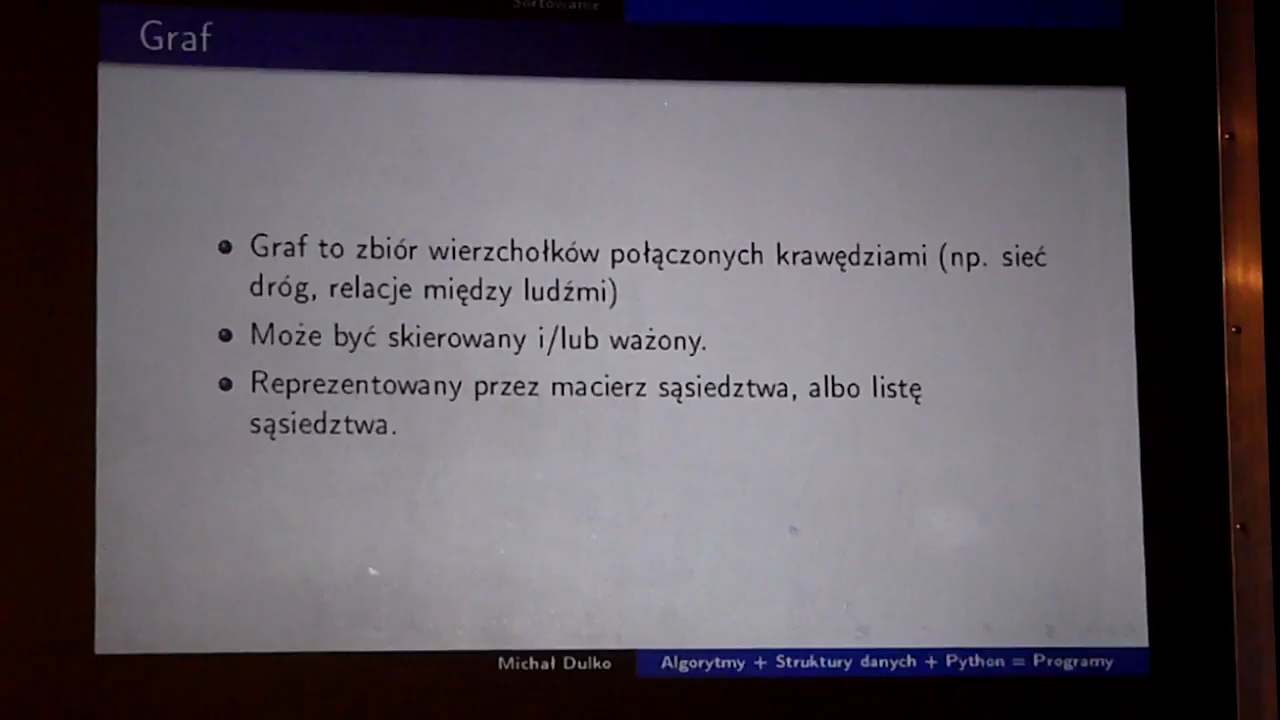 Sortowanie
Graf
Graf to zbiór wierzchołków połączonych krawędziami (np. sieć
dróg, relacje między ludźmi)
Może być skierowany i/lub ważony.
Reprezentowany przez macierz sąsiedztwa, albo listę
sąsiedztwa.
Michał Dulko
Algorytmy + Struktury danych + Python = Programy